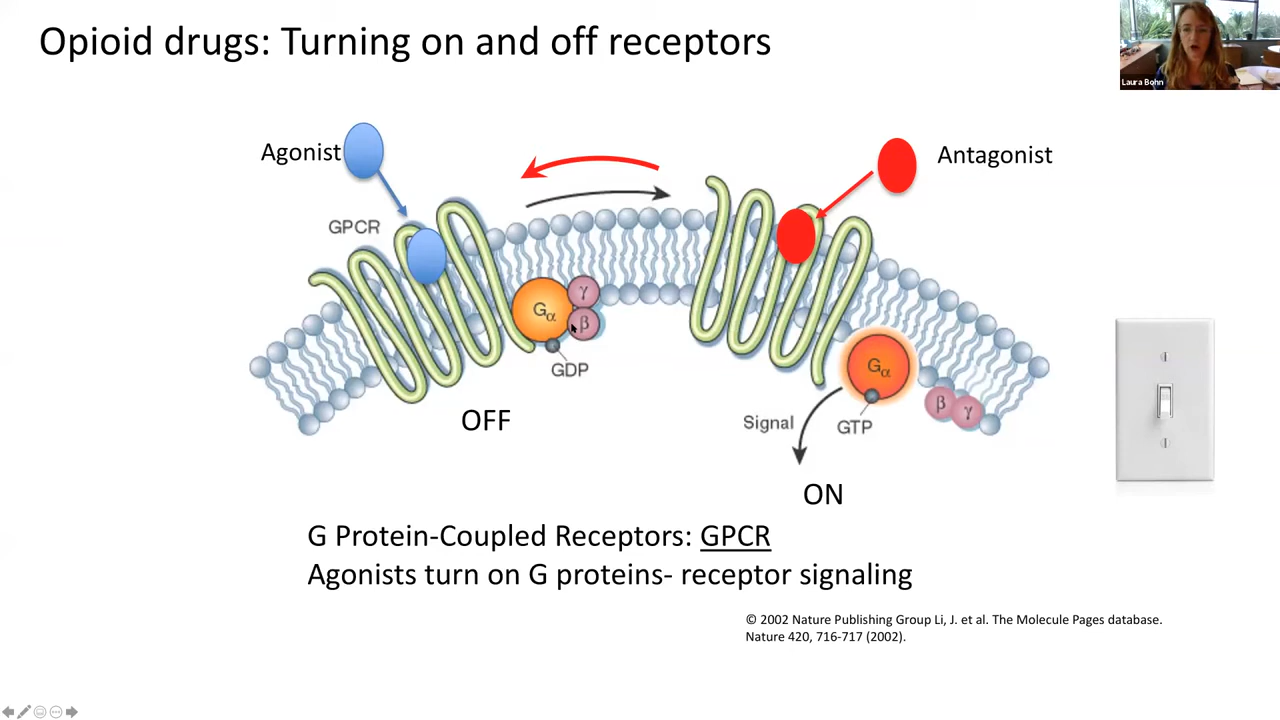 Opioid drugs: Turning on and off receptors
Laura Bohn
Agonist
Antagonist
GPCR
Gα
γ
β
GDP
OFF
Gα
β
γ
Signal
GTP
ON
G Protein-Coupled Receptors: GPCR
Agonists turn on G proteins- receptor signaling
© 2002 Nature Publishing Group Li, J. et al. The Molecule Pages database.
Nature 420, 716-717 (2002).